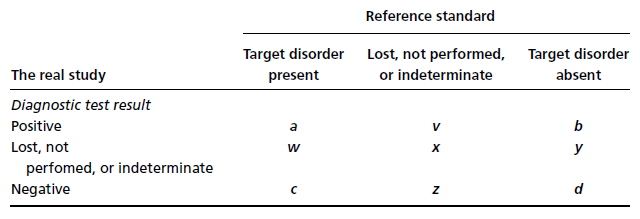 Reference standard
Target disorder Lost, not performed, Target disorder
The real study present or indeterminate absent
Diagnostic test result
Positive a v b
Lost, not w x y
perfomed, or indeterminate
Negative c z d